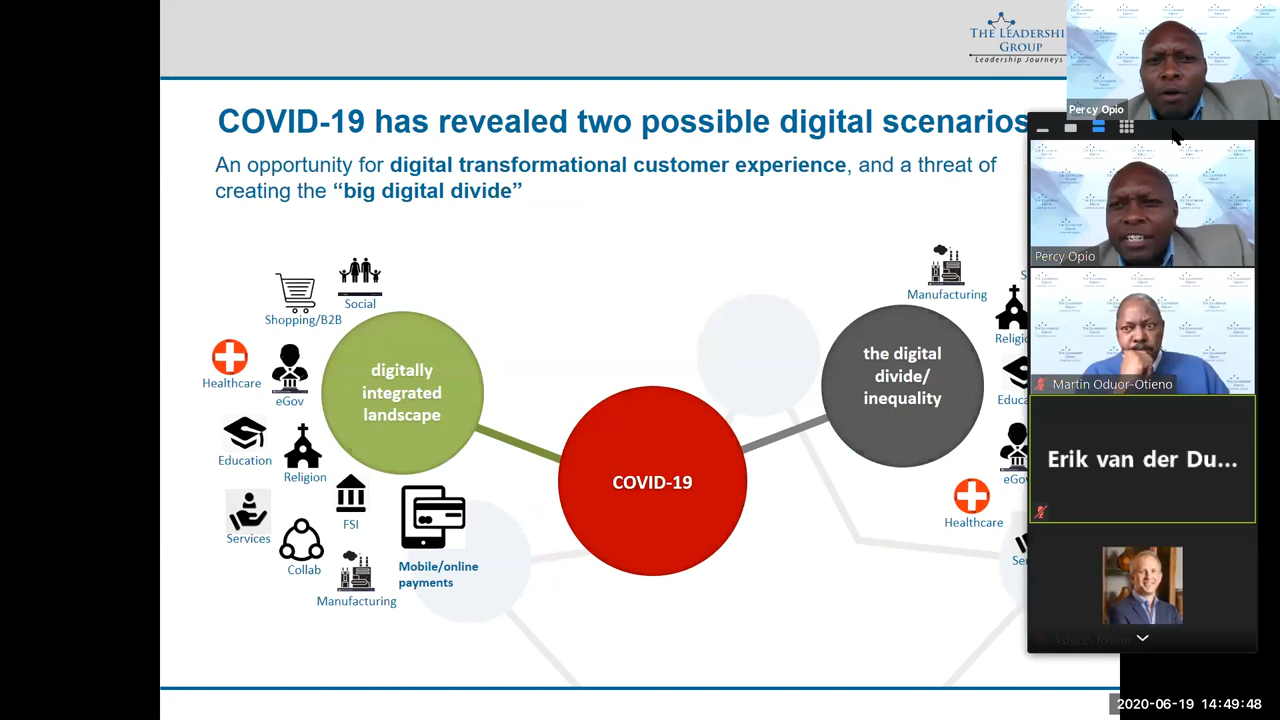 THE LEADERSHI
GROUP
Leadership Journeys
Percy Opio
COVID-19 has revealed two possible digital scenarios
An opportunity for digital transformational customer experience, and a threat of
creating the “big digital divide”
Social
Shopping/B2B
Healthcare
eGov
Education
Religion
FSI
Services
Collab
Manufacturing
Mobile/online
payments
digitally
integrated
landscape
COVID-19
the digital
divide/
inequality
Manufacturing
S
Religio
Educa
eGov
Healthcare
Ser
Percy Opio
Martin Oduor-Otieno
Erik van der Du...
2020-06-19 14:49:48